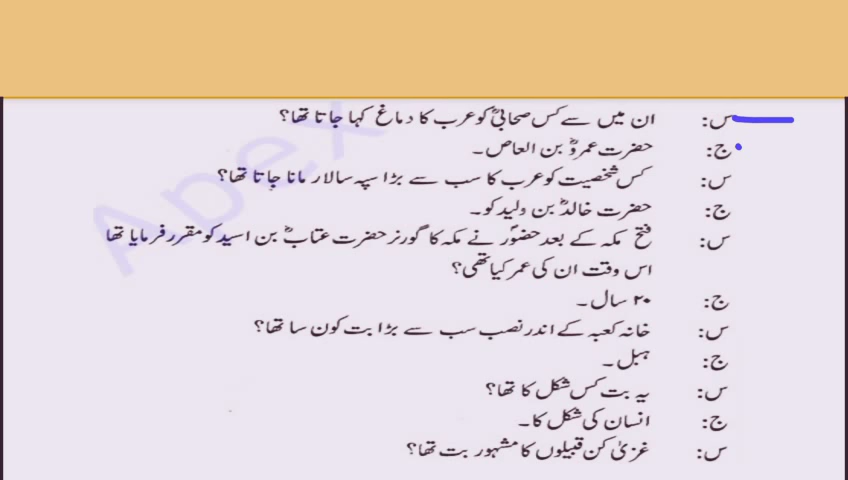 س: ان میں سے کس صحابیؓ کو عرب کا دماغ کہا جاتا تھا؟
ج: حضرت عمروؓ بن العاص۔
س: کس شخصیت کو عرب کا سب سے بڑا سپہ سالار مانا جاتا تھا؟
ج: حضرت خالدؓ بن ولید کو۔
س: فتح مکہ کے بعد حضورؐ نے مکہ کا گورنر حضرت عتابؓ بن اسید کو مقرر فرمایا تھا
اس وقت ان کی عمر کیا تھی؟
ج: ۲۰ سال۔
س: خانہ کعبہ کے اندر نصب سب سے بڑا بت کون سا تھا؟
ج: ہبل۔
س: یہ بت کس شکل کا تھا؟
ج: انسان کی شکل کا۔
س: غزیٰ کن قبیلوں کا مشہور بت تھا؟
Apex